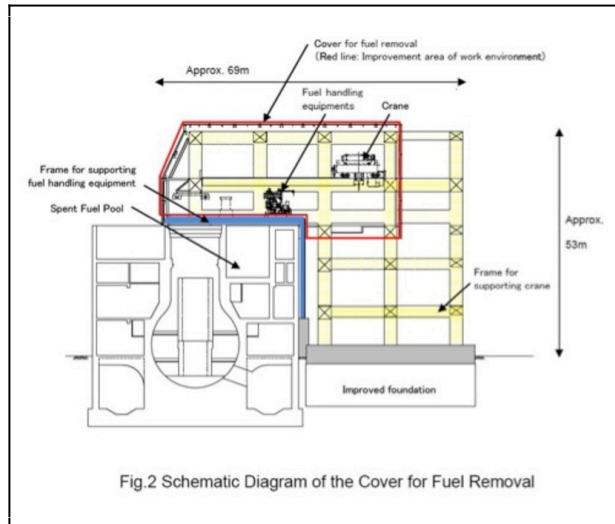 Cover for fuel removal
(Red line: Improvement area of work environment)
Approx. 69m
Fuel handling
equipments
Crane
Frame for supporting
fuel handling equipment
Spent Fuel Pool
Approx.
53m
Frame for
supporting crane
Improved foundation
Fig.2 Schematic Diagram of the Cover for Fuel Removal